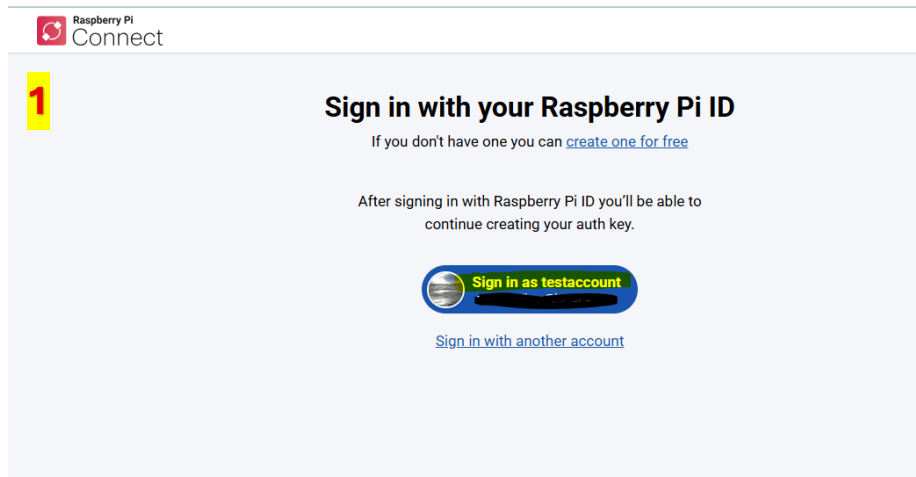 Raspberry Pi
Connect
1
Sign in with your Raspberry Pi ID
If you don't have one you can create one for free
After signing in with Raspberry Pi ID you'll be able to
continue creating your auth key.
Sign in as testaccount
Sign in with another account